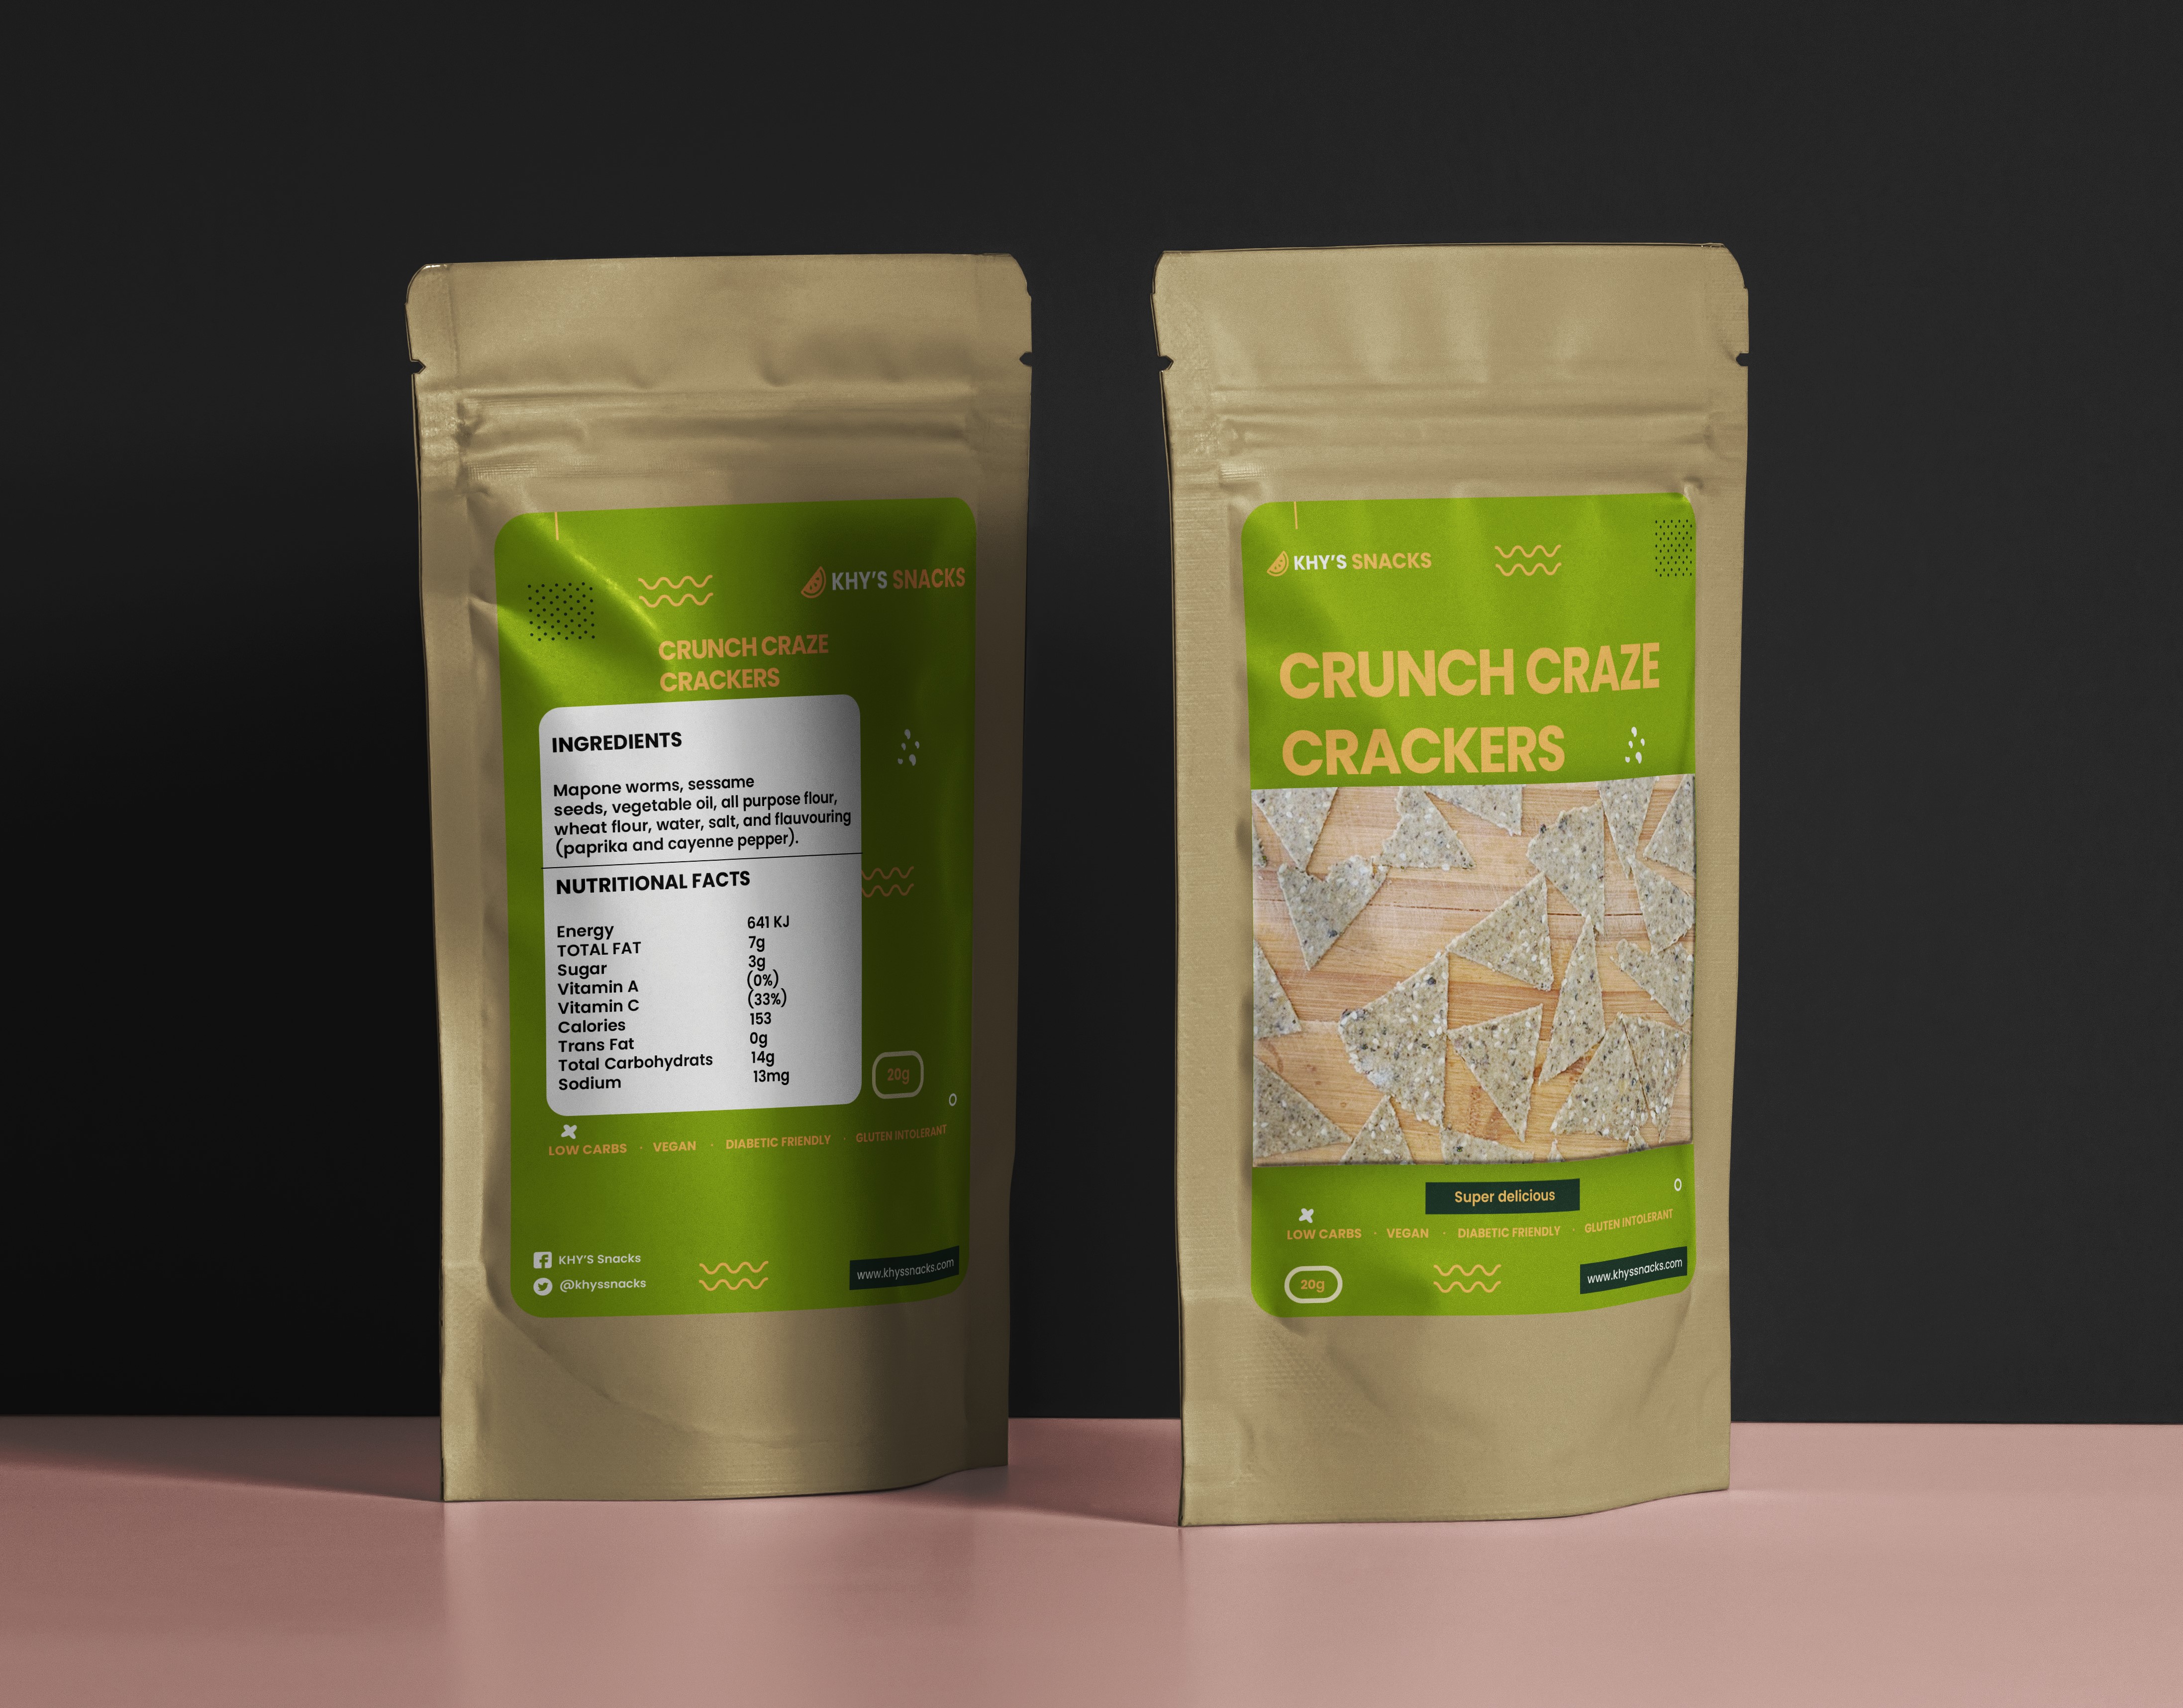 KHY'S SNACKS
CRUNCH CRAZE
CRACKERS
INGREDIENTS
Mapone worms, sessame
seeds, vegetable oil, all purpose flour,
wheat flour, water, salt, and flauvouring
(paprika and cayenne pepper).
NUTRITIONAL FACTS
Energy 641 KJ
TOTAL FAT 7g
Sugar 3g
Vitamin A (0%)
Vitamin C (33%)
Calories 153
Trans Fat 0g
Total Carbohydrats 14g
Sodium 13mg
20g
LOW CARBS · VEGAN · DIABETIC FRIENDLY · GLUTEN INTOLERANT
KHY'S Snacks
@khyssnacks
www.khyssnacks.com
KHY'S SNACKS
CRUNCH CRAZE
CRACKERS
Super delicious
LOW CARBS · VEGAN · DIABETIC FRIENDLY · GLUTEN INTOLERANT
20g
www.khyssnacks.com